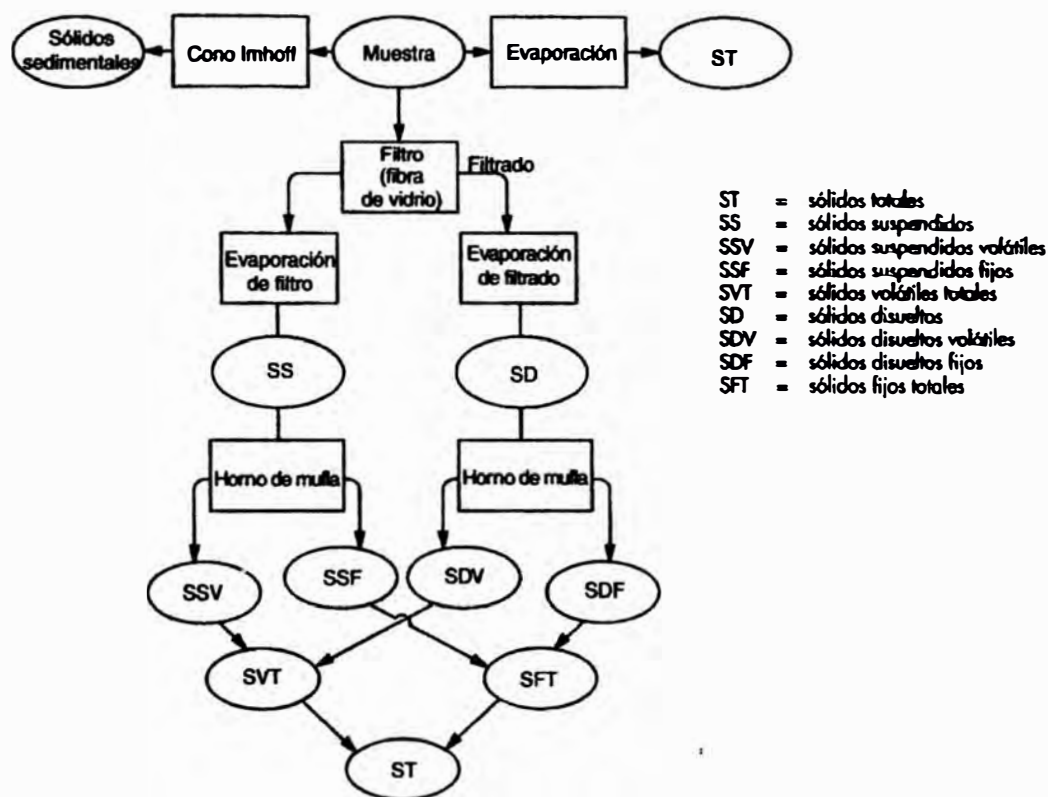 Sólidos
sedimentales
Cono Imhoff
Muestra
Evaporación
ST
Filtro
(fibra
de vidrio)
Filtrado
Evaporación
de filtro
Evaporación
de filtrado
SS
SD
Horno de mufla
Horno de mufla
SSV
SSF
SDV
SDF
SVT
SFT
ST
ST = sólidos totales
SS = sólidos suspendidos
SSV = sólidos suspendidos volátiles
SSF = sólidos suspendidos fijos
SVT = sólidos volátiles totales
SD = sólidos disueltos
SDV = sólidos disueltos volátiles
SDF = sólidos disueltos fijos
SFT = sólidos fijos totales